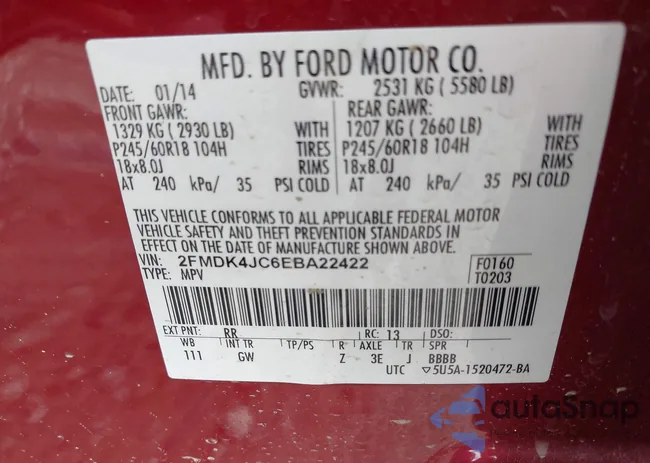 MFD. BY FORD MOTOR CO.
DATE: 01/14 GVWR: 2531 KG ( 5580 LB)
FRONT GAWR: REAR GAWR:
1329 KG ( 2930 LB) WITH 1207 KG ( 2660 LB) WITH
P245/60R18 104H TIRES P245/60R18 104H TIRES
18x8.0J RIMS 18x8.0J RIMS
AT 240 kPa/ 35 PSI COLD AT 240 kPa/ 35 PSI COLD
THIS VEHICLE CONFORMS TO ALL APPLICABLE FEDERAL MOTOR
VEHICLE SAFETY AND THEFT PREVENTION STANDARDS IN
EFFECT ON THE DATE OF MANUFACTURE SHOWN ABOVE.
VIN: 2FMDK4JC6EBA22422 F0160
TYPE: MPV T0203
EXT PNT: RR RC: 13 DSO:
WB INT TR TP/PS R AXLE TR SPR
111 GW Z 3E J BBBB
UTC ▽5U5A-1520472-BA
autoSnap